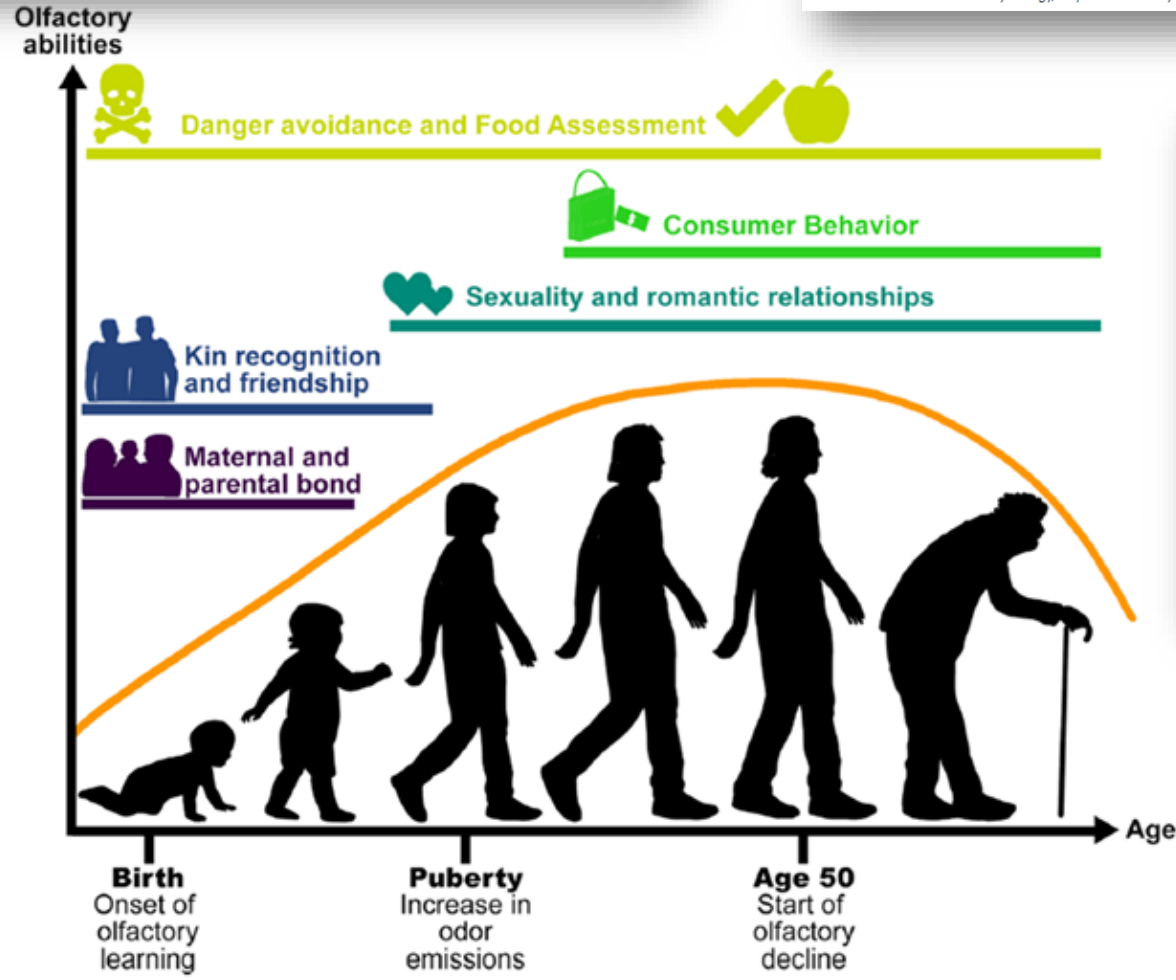 Olfactory
abilities
Danger avoidance and Food Assessment
$
Consumer Behavior
Sexuality and romantic relationships
Kin recognition
and friendship
Maternal and
parental bond
Age
Birth
Onset of
olfactory
learning
Puberty
Increase in
odor
emissions
Age 50
Start of
olfactory
decline